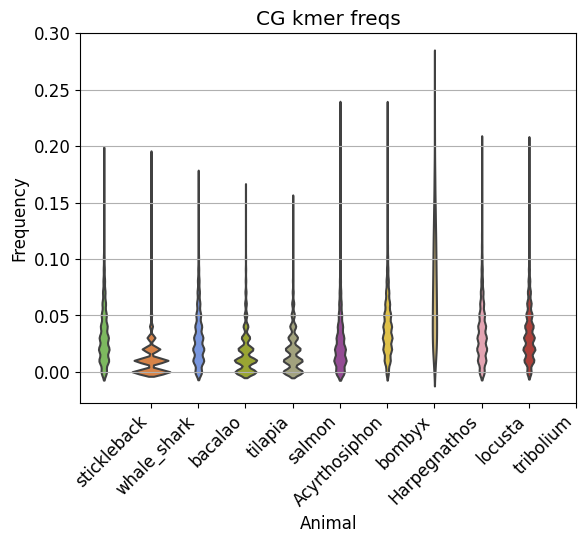 CG kmer freqs
0.30
0.25
0.20
0.15
0.10
0.05
0.00
Frequency
stickleback
whale_shark
bacalao
tilapia
salmon
Acyrthosiphon
bombyx
Harpegnathos
locusta
tribolium
Animal